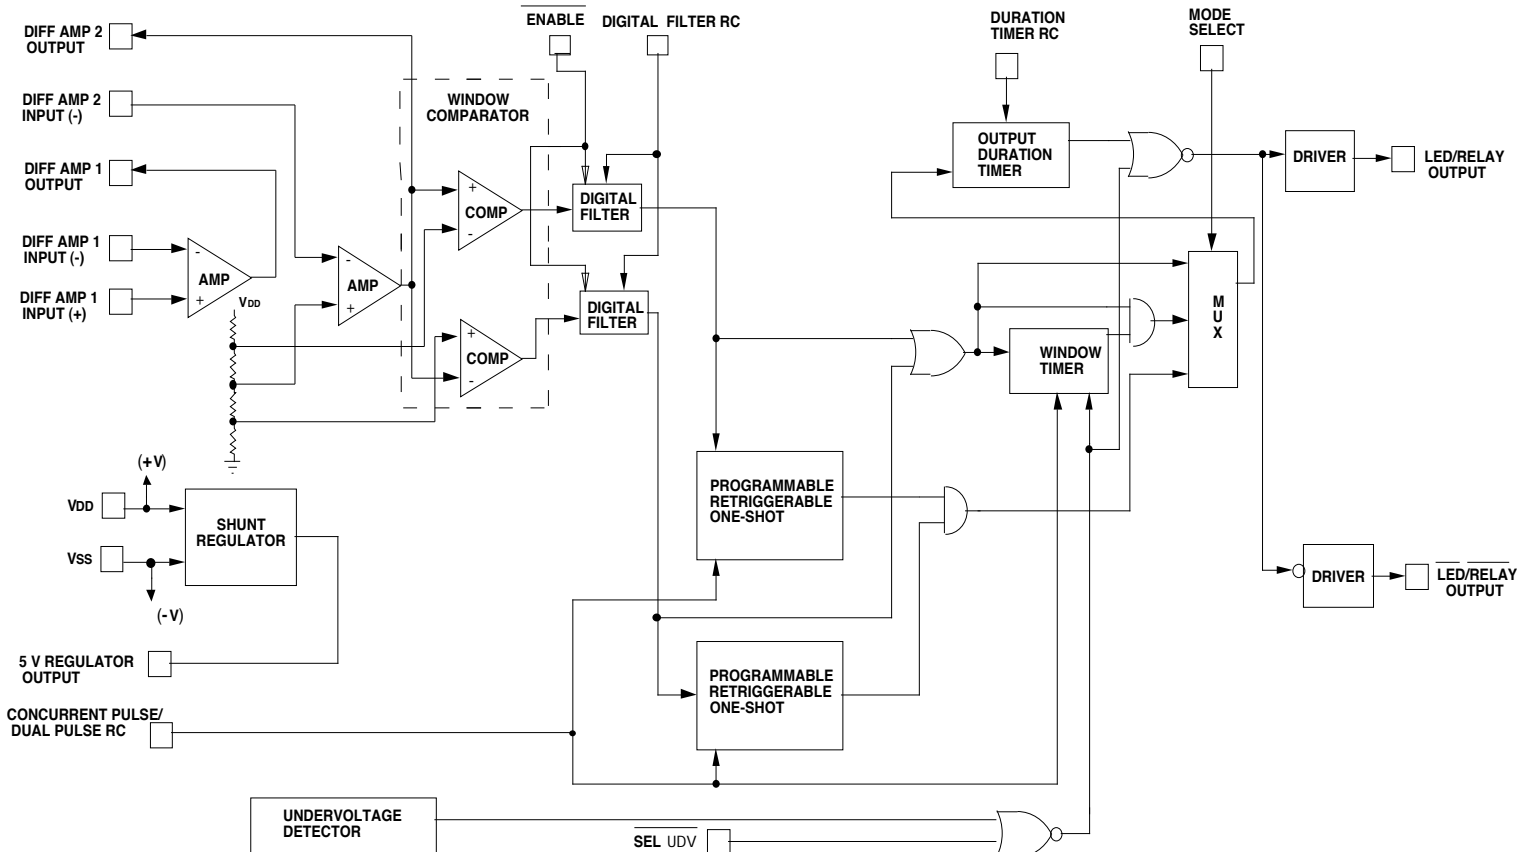 DIFF AMP 2
OUTPUT
DIFF AMP 2
INPUT (-)
DIFF AMP 1
OUTPUT
DIFF AMP 1
INPUT (-)
DIFF AMP 1
INPUT (+)
-
AMP
+
VDD
-
AMP
+
WINDOW
COMPARATOR
+
COMP
-
+
COMP
-
ENABLE
DIGITAL FILTER RC
DIGITAL
FILTER
DIGITAL
FILTER
DURATION
TIMER RC
MODE
SELECT
OUTPUT
DURATION
TIMER
DRIVER
LED/RELAY
OUTPUT
WINDOW
TIMER
M
U
X
PROGRAMMABLE
RETRIGGERABLE
ONE-SHOT
PROGRAMMABLE
RETRIGGERABLE
ONE-SHOT
DRIVER
LED/RELAY
OUTPUT
(+V)
VDD
SHUNT
REGULATOR
VSS
(-V)
5 V REGULATOR
OUTPUT
CONCURRENT PULSE/
DUAL PULSE RC
UNDERVOLTAGE
DETECTOR
SEL UDV